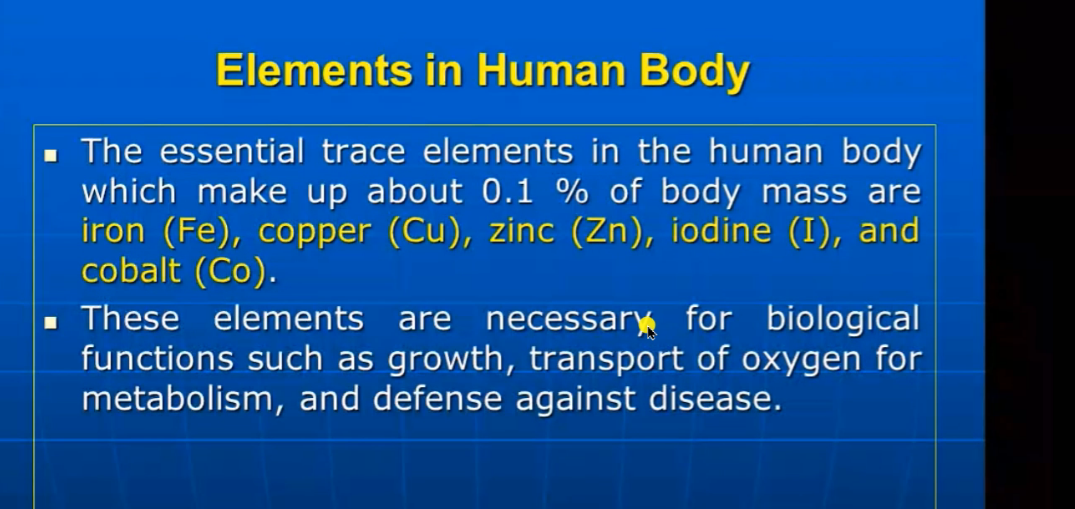 Elements in Human Body
▪ The essential trace elements in the human body
which make up about 0.1 % of body mass are
iron (Fe), copper (Cu), zinc (Zn), iodine (I), and
cobalt (Co).
▪ These elements are necessary for biological
functions such as growth, transport of oxygen for
metabolism, and defense against disease.